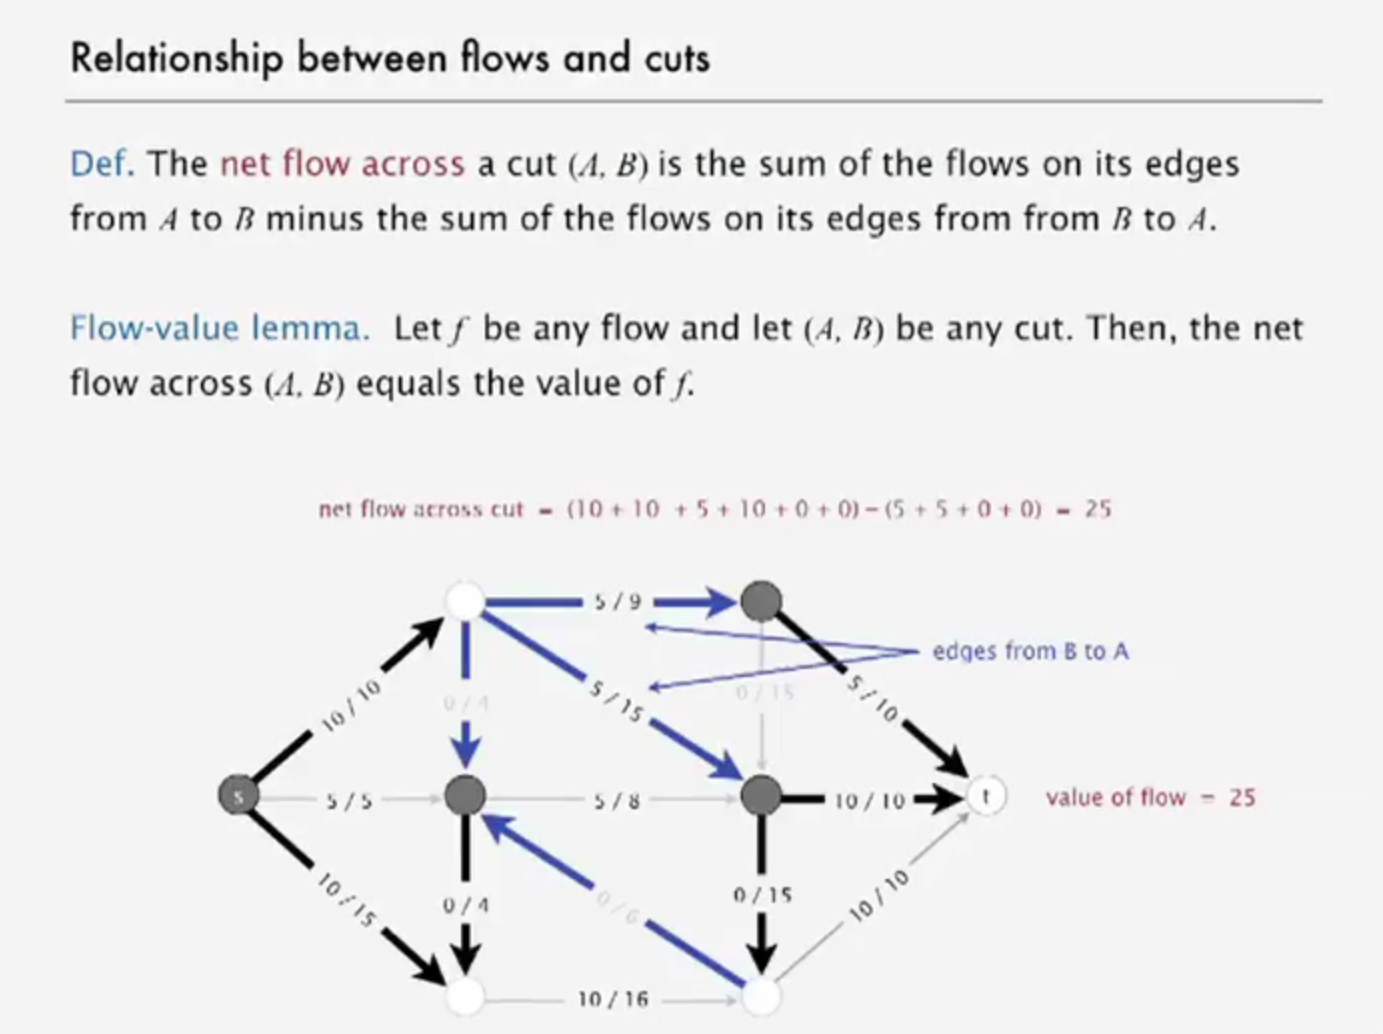 Relationship between flows and cuts
Def. The net flow across a cut (A, B) is the sum of the flows on its edges
from A to B minus the sum of the flows on its edges from from B to A.
Flow-value lemma. Let f be any flow and let (A, B) be any cut. Then, the net
flow across (A, B) equals the value of f.
net flow across cut = (10 + 10 + 5 + 10 + 0 + 0) – (5 + 5 + 0 + 0) = 25
5 / 9
edges from B to A
0 / 4
5 / 15
0 / 15
5 / 10
10 / 10
s
5 / 5
5 / 8
10 / 10
t
value of flow = 25
10 / 15
0 / 4
0 / 6
0 / 15
10 / 10
10 / 16